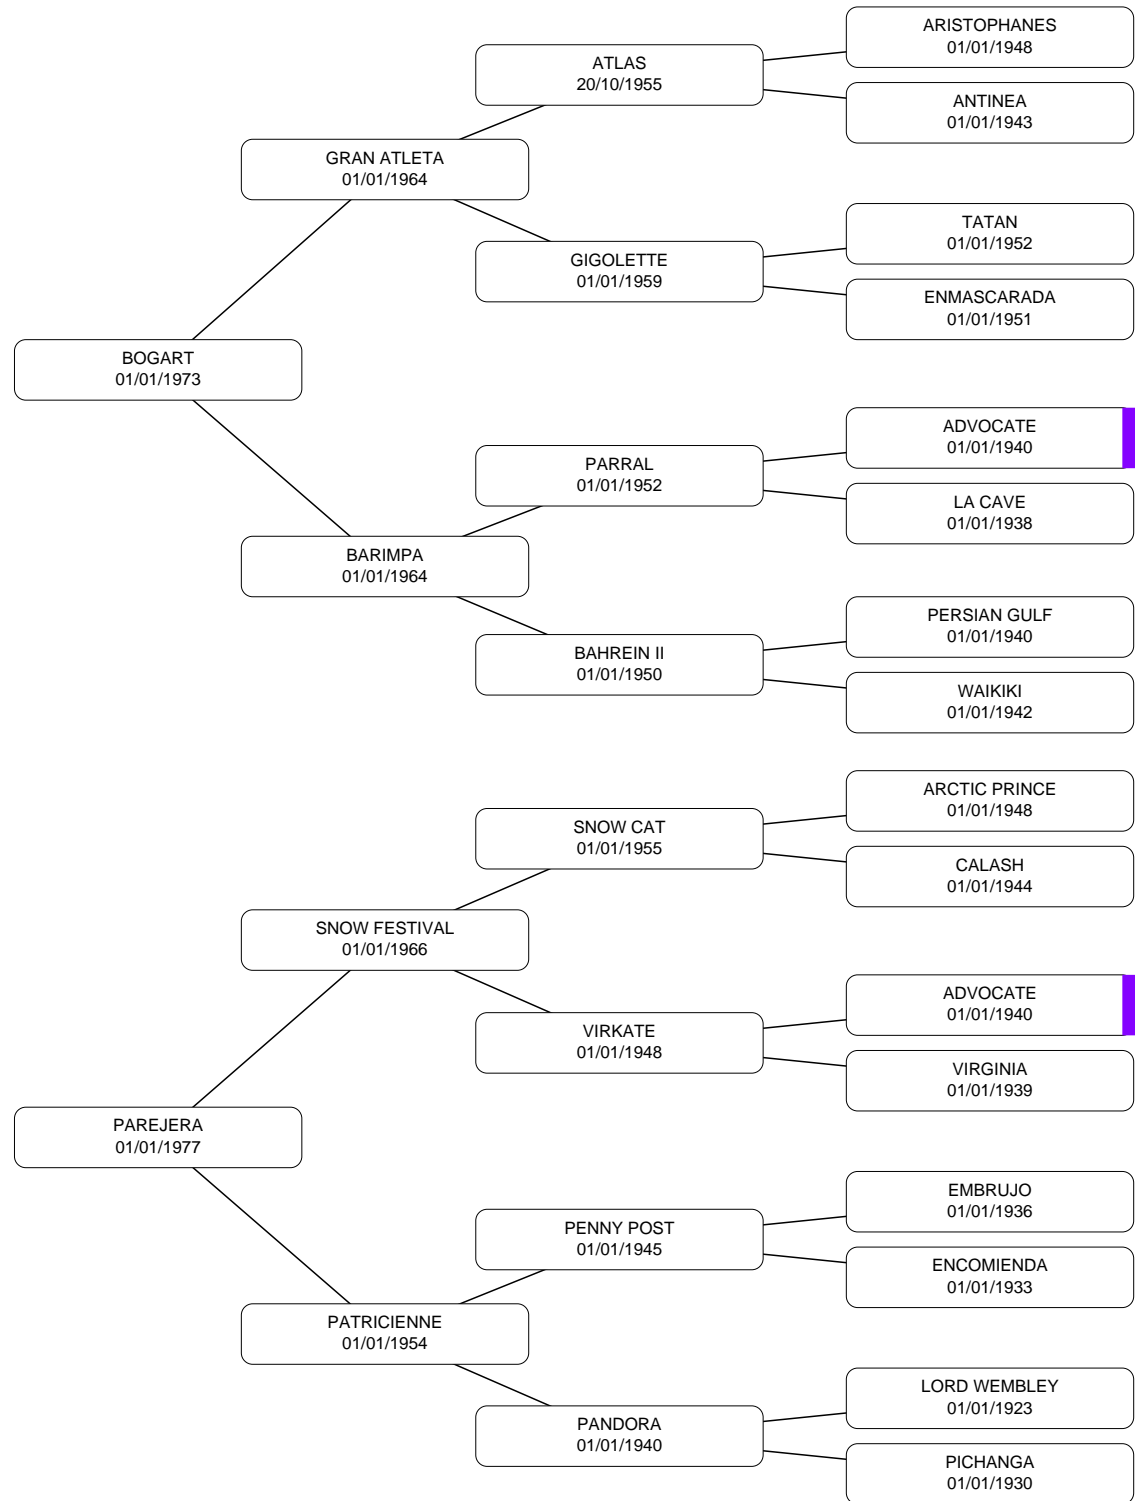 ARISTOPHANES
01/01/1948
ATLAS
20/10/1955
ANTINEA
01/01/1943
GRAN ATLETA
01/01/1964
TATAN
01/01/1952
GIGOLETTE
01/01/1959
ENMASCARADA
01/01/1951
BOGART
01/01/1973
ADVOCATE
01/01/1940
PARRAL
01/01/1952
LA CAVE
01/01/1938
BARIMPA
01/01/1964
PERSIAN GULF
01/01/1940
BAHREIN II
01/01/1950
WAIKIKI
01/01/1942
ARCTIC PRINCE
01/01/1948
SNOW CAT
01/01/1955
CALASH
01/01/1944
SNOW FESTIVAL
01/01/1966
ADVOCATE
01/01/1940
VIRKATE
01/01/1948
VIRGINIA
01/01/1939
PAREJERA
01/01/1977
EMBRUJO
01/01/1936
PENNY POST
01/01/1945
ENCOMIENDA
01/01/1933
PATRICIENNE
01/01/1954
LORD WEMBLEY
01/01/1923
PANDORA
01/01/1940
PICHANGA
01/01/1930